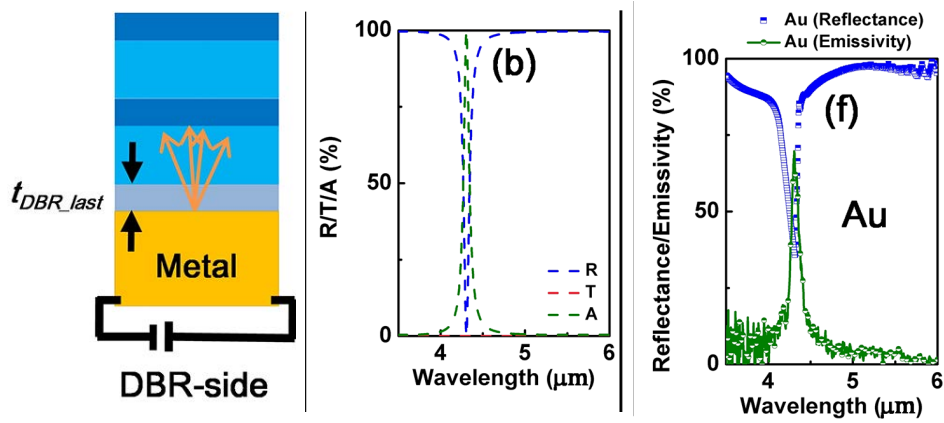 t_DBR_last
Metal
DBR-side
(b)
R/T/A (%)
100
50
0
R
T
A
4
5
6
Wavelength (μm)
Au (Reflectance)
Au (Emissivity)
(f)
Reflectance/Emissivity (%)
100
50
0
Au
4
5
6
Wavelength (μm)